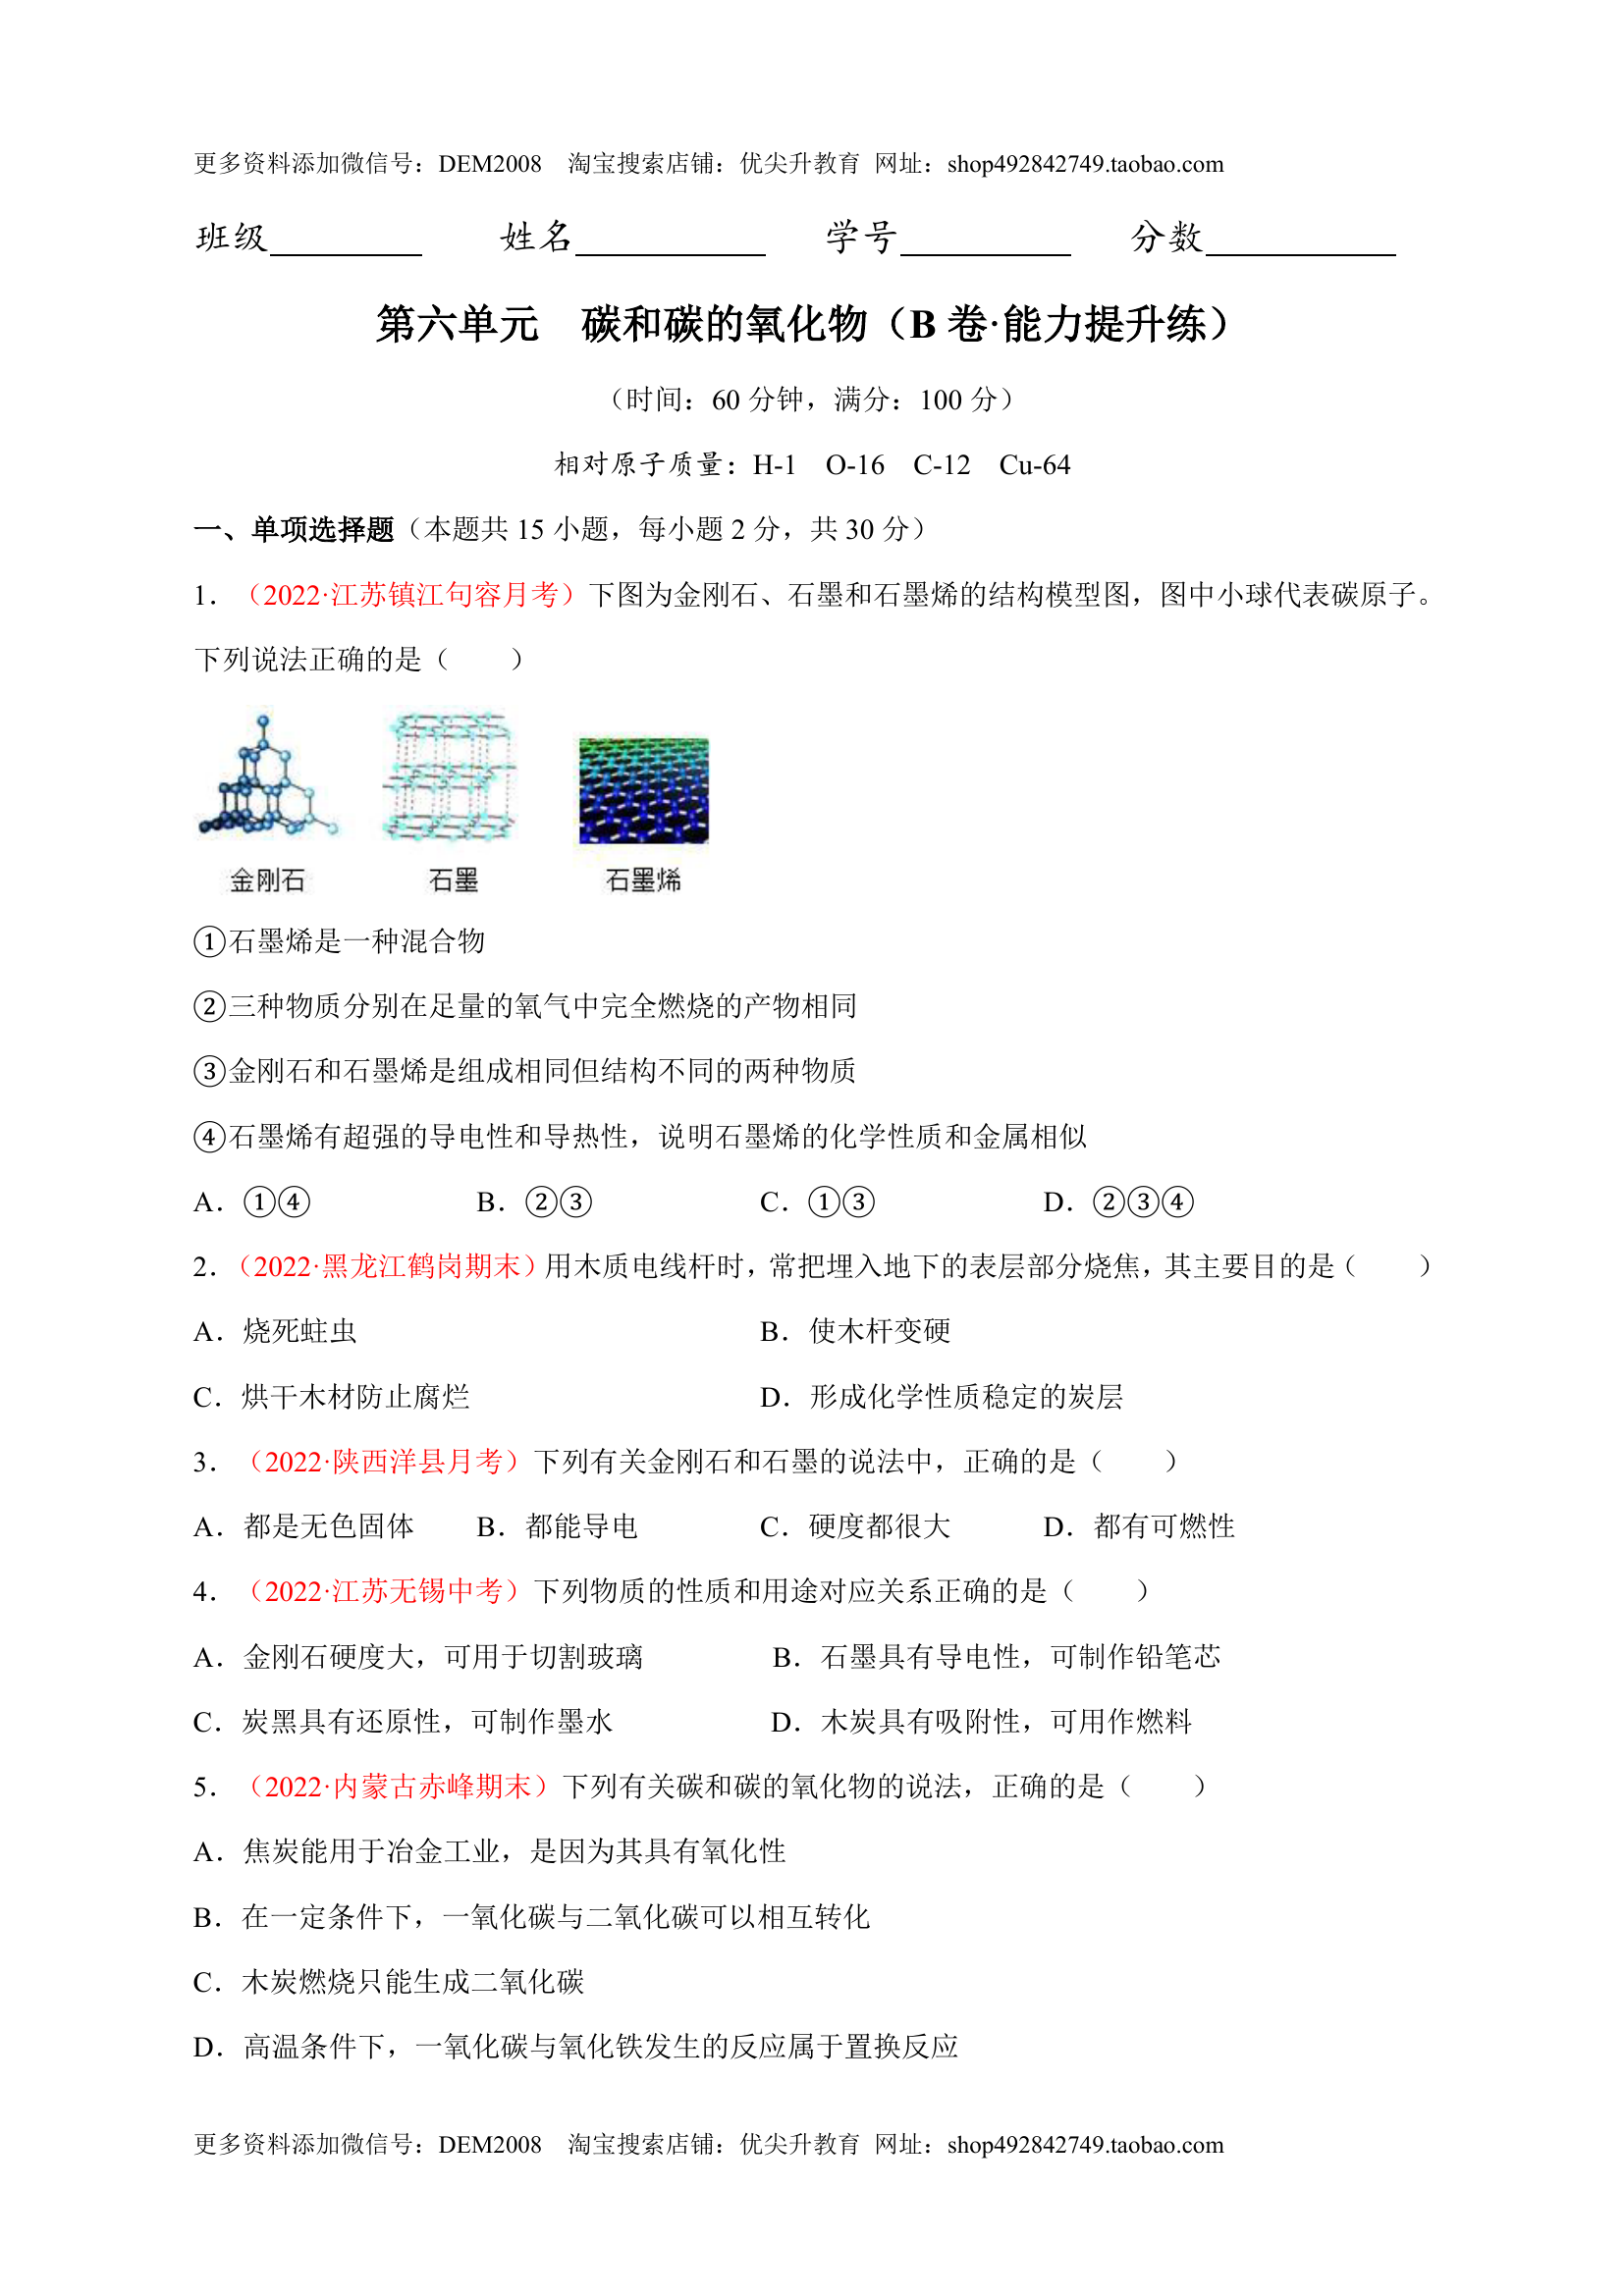 更多资料添加微信号：DEM2008　淘宝搜索店铺：优尖升教育 网址：shop492842749.taobao.com
班级________　姓名__________　学号_________　分数__________
第六单元　碳和碳的氧化物（B 卷·能力提升练）
（时间：60 分钟，满分：100 分）
相对原子质量：H-1　O-16　C-12　Cu-64
一、单项选择题（本题共 15 小题，每小题 2 分，共 30 分）
1．（2022·江苏镇江句容月考）下图为金刚石、石墨和石墨烯的结构模型图，图中小球代表碳原子。
下列说法正确的是（　　）
金刚石　石墨　石墨烯
①石墨烯是一种混合物
②三种物质分别在足量的氧气中完全燃烧的产物相同
③金刚石和石墨烯是组成相同但结构不同的两种物质
④石墨烯有超强的导电性和导热性，说明石墨烯的化学性质和金属相似
A．①④　B．②③　C．①③　D．②③④
2．（2022·黑龙江鹤岗期末）用木质电线杆时，常把埋入地下的表层部分烧焦，其主要目的是（　　）
A．烧死蛀虫　B．使木杆变硬
C．烘干木材防止腐烂　D．形成化学性质稳定的炭层
3．（2022·陕西洋县月考）下列有关金刚石和石墨的说法中，正确的是（　　）
A．都是无色固体　B．都能导电　C．硬度都很大　D．都有可燃性
4．（2022·江苏无锡中考）下列物质的性质和用途对应关系正确的是（　　）
A．金刚石硬度大，可用于切割玻璃　B．石墨具有导电性，可制作铅笔芯
C．炭黑具有还原性，可制作墨水　D．木炭具有吸附性，可用作燃料
5．（2022·内蒙古赤峰期末）下列有关碳和碳的氧化物的说法，正确的是（　　）
A．焦炭能用于冶金工业，是因为其具有氧化性
B．在一定条件下，一氧化碳与二氧化碳可以相互转化
C．木炭燃烧只能生成二氧化碳
D．高温条件下，一氧化碳与氧化铁发生的反应属于置换反应
更多资料添加微信号：DEM2008　淘宝搜索店铺：优尖升教育 网址：shop492842749.taobao.com